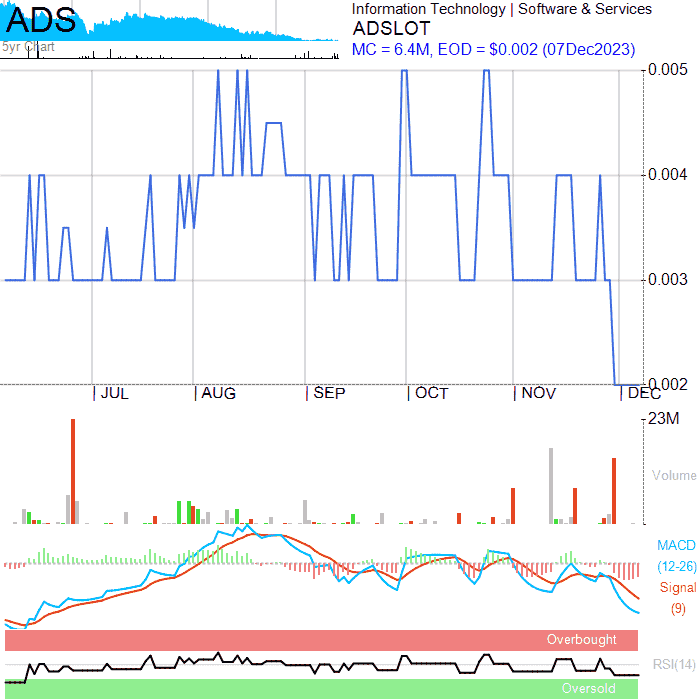 ADS
5yr Chart
Information Technology | Software & Services
ADSLOT
MC = 6.4M, EOD = $0.002 (07Dec2023)
0.005
0.004
0.003
0.002
JUL AUG SEP OCT NOV DEC
23M
Volume
MACD
(12-26)
Signal
(9)
Overbought
RSI(14)
Oversold